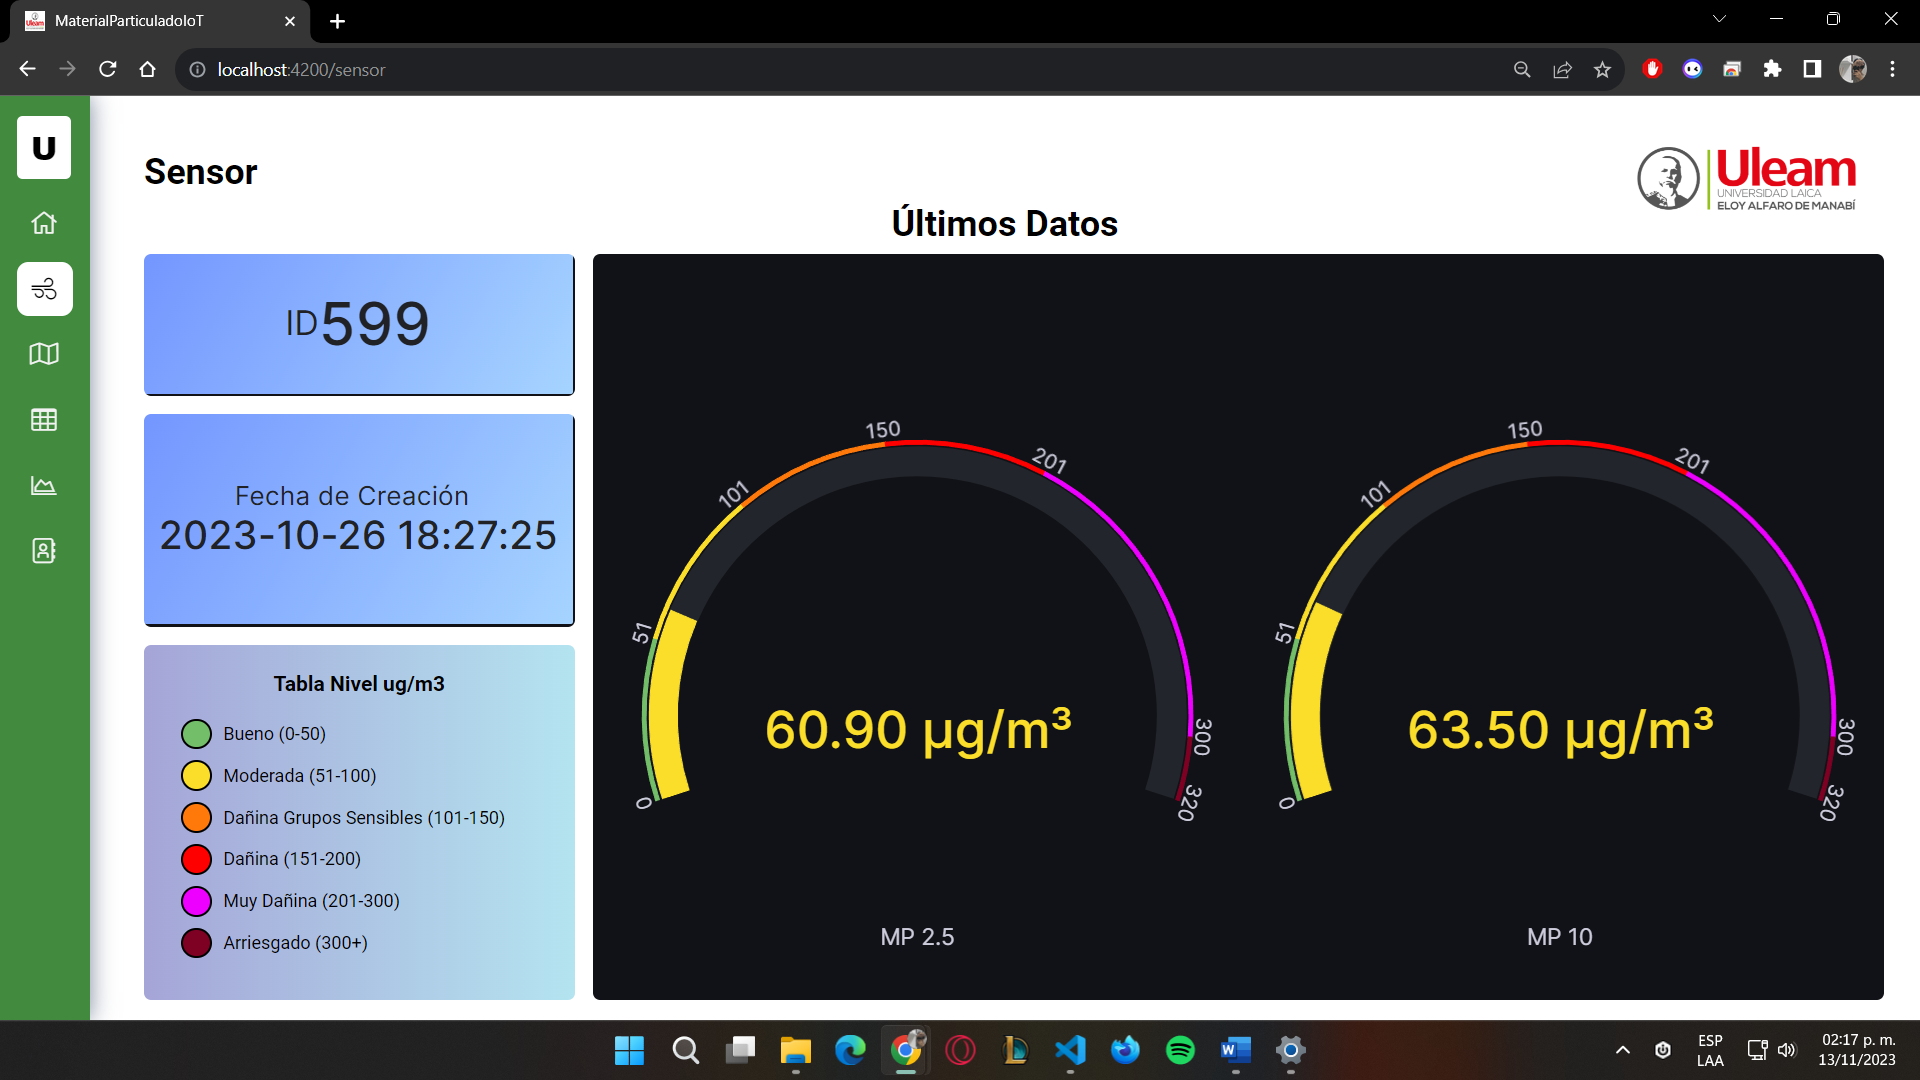 MaterialParticuladoIoT
localhost:4200/sensor
U
Sensor
Uleam
UNIVERSIDAD LAICA
ELOY ALFARO DE MANABÍ
Últimos Datos
ID599
Fecha de Creación
2023-10-26 18:27:25
Tabla Nivel ug/m3
Bueno (0-50)
Moderada (51-100)
Dañina Grupos Sensibles (101-150)
Dañina (151-200)
Muy Dañina (201-300)
Arriesgado (300+)
0
51
101
150
201
300
320
60.90 µg/m³
MP 2.5
0
51
101
150
201
300
320
63.50 µg/m³
MP 10
ESP
LAA
02:17 p. m.
13/11/2023